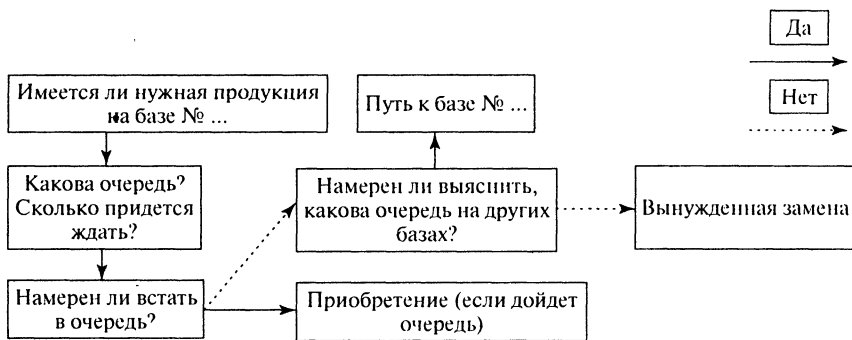 Да
Нет
Имеется ли нужная продукция
на базе № ...
Путь к базе № ...
Какова очередь?
Сколько придется
ждать?
Намерен ли выяснить,
какова очередь на других
базах?
Вынужденная замена
Намерен ли встать
в очередь?
Приобретение (если дойдет
очередь)